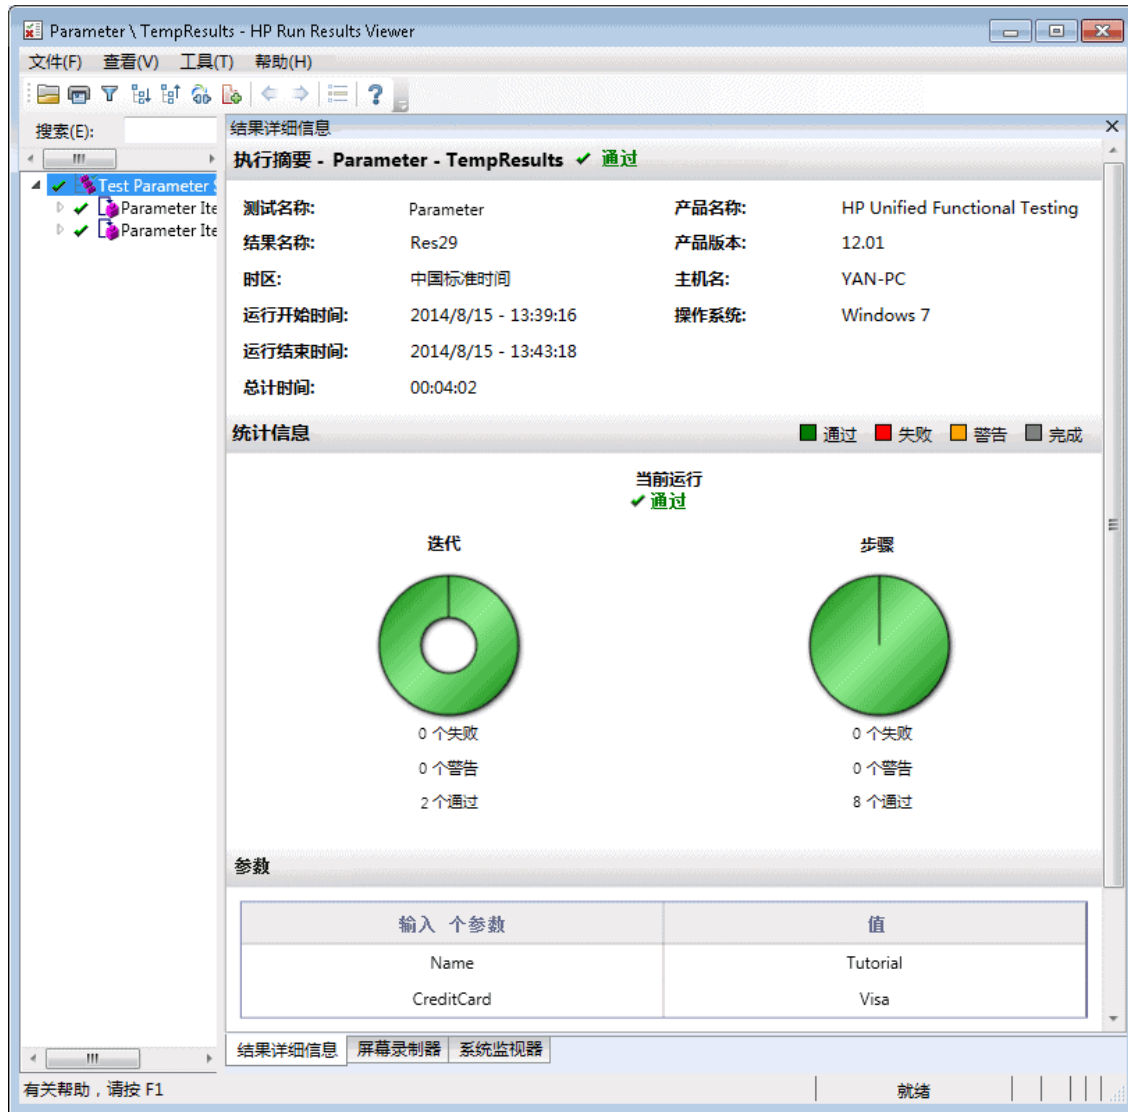 Parameter \ TempResults - HP Run Results Viewer
文件(F) 查看(V) 工具(T) 帮助(H)
搜索(E):
Test Parameter
Parameter Ite
Parameter Ite
结果详细信息
执行摘要 - Parameter - TempResults 通过
测试名称: Parameter 产品名称: HP Unified Functional Testing
结果名称: Res29 产品版本: 12.01
时区: 中国标准时间 主机名: YAN-PC
运行开始时间: 2014/8/15 - 13:39:16 操作系统: Windows 7
运行结束时间: 2014/8/15 - 13:43:18
总计时间: 00:04:02
统计信息 通过 失败 警告 完成
当前运行
通过
迭代 步骤
0 个失败 0 个失败
0 个警告 0 个警告
2 个通过 8 个通过
参数
输入 个参数 值
Name Tutorial
CreditCard Visa
结果详细信息 屏幕录制器 系统监视器
有关帮助，请按 F1 就绪